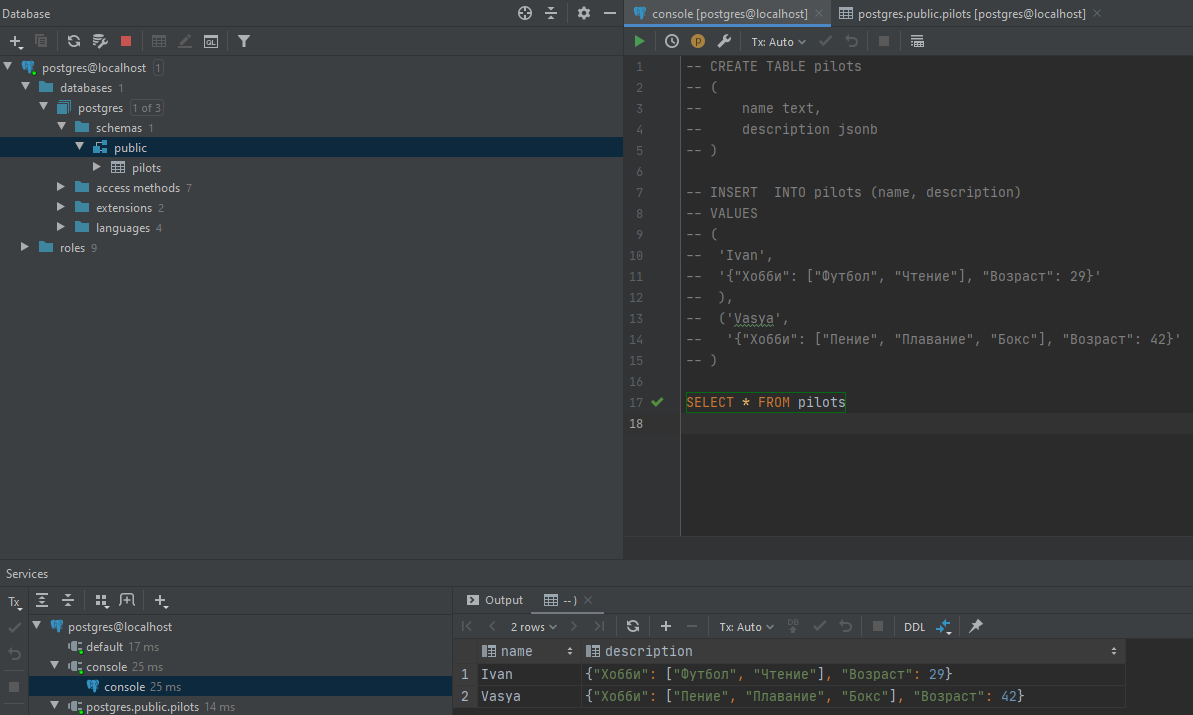 Database
postgres@localhost 1
databases 1
postgres 1 of 3
schemas 1
public
pilots
access methods 7
extensions 2
languages 4
roles 9
console [postgres@localhost]
postgres.public.pilots [postgres@localhost]
Tx: Auto
1 -- CREATE TABLE pilots
2 -- (
3 --     name text,
4 --     description jsonb
5 -- )
6
7 -- INSERT  INTO pilots (name, description)
8 -- VALUES
9 -- (
10 --  'Ivan',
11 --  '{"Хобби": ["Футбол", "Чтение"], "Возраст": 29}'
12 --  ),
13 --  ('Vasya',
14 --   '{"Хобби": ["Пение", "Плавание", "Бокс"], "Возраст": 42}'
15 -- )
16
17 SELECT * FROM pilots
18
Services
Tx
postgres@localhost
default 17 ms
console 25 ms
console 25 ms
postgres.public.pilots 14 ms
Output
--)
2 rows
Tx: Auto
DB
DDL
name description
1 Ivan {"Хобби": ["Футбол", "Чтение"], "Возраст": 29}
2 Vasya {"Хобби": ["Пение", "Плавание", "Бокс"], "Возраст": 42}